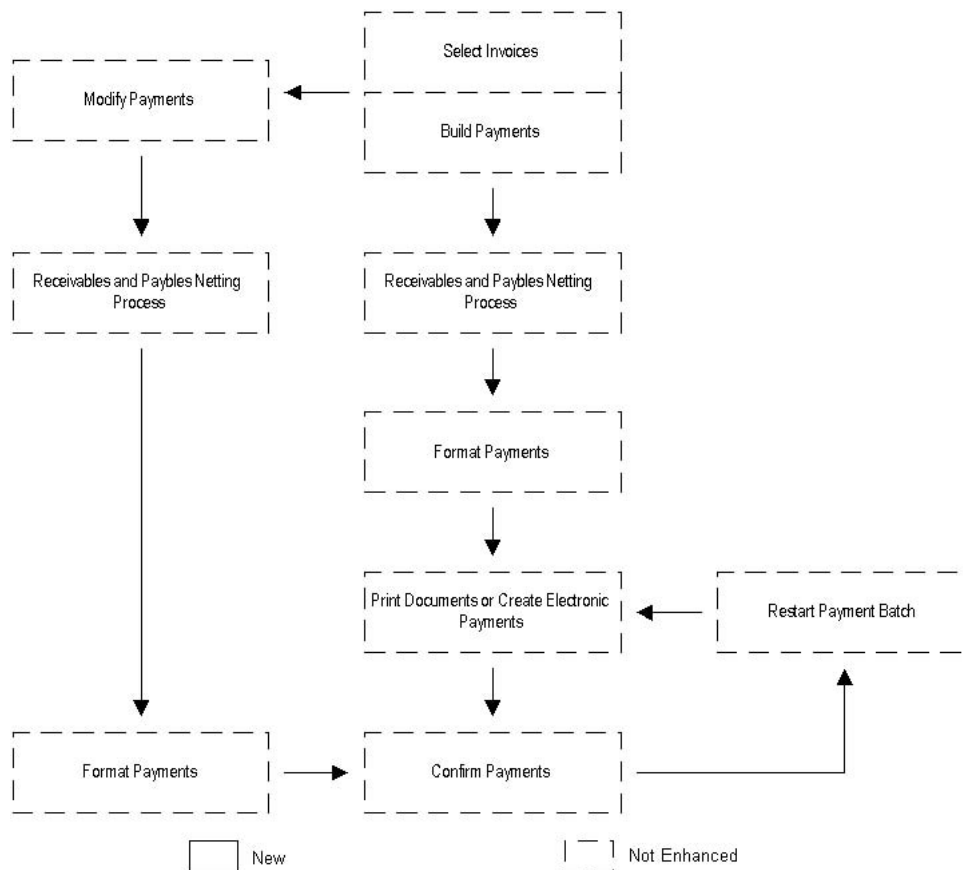 Select Invoices
Modify Payments
Build Payments
Receivables and Paybles Netting
Process
Receivables and Paybles Netting
Process
Format Payments
Print Documents or Create Electronic
Payments
Restart Payment Batch
Format Payments
Confirm Payments
New
Not Enhanced